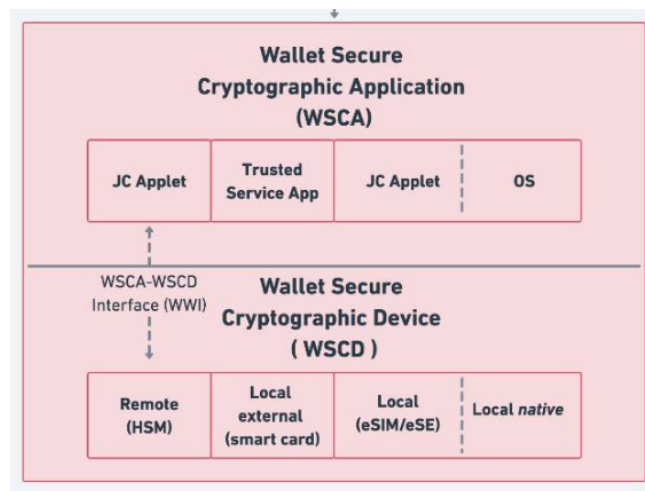 Wallet Secure
Cryptographic Application
(WSCA)
JC Applet
Trusted
Service App
JC Applet
OS
WSCA-WSCD
Interface (WWI)
Wallet Secure
Cryptographic Device
( WSCD )
Remote
(HSM)
Local
external
(smart card)
Local
(eSIM/eSE)
Local native